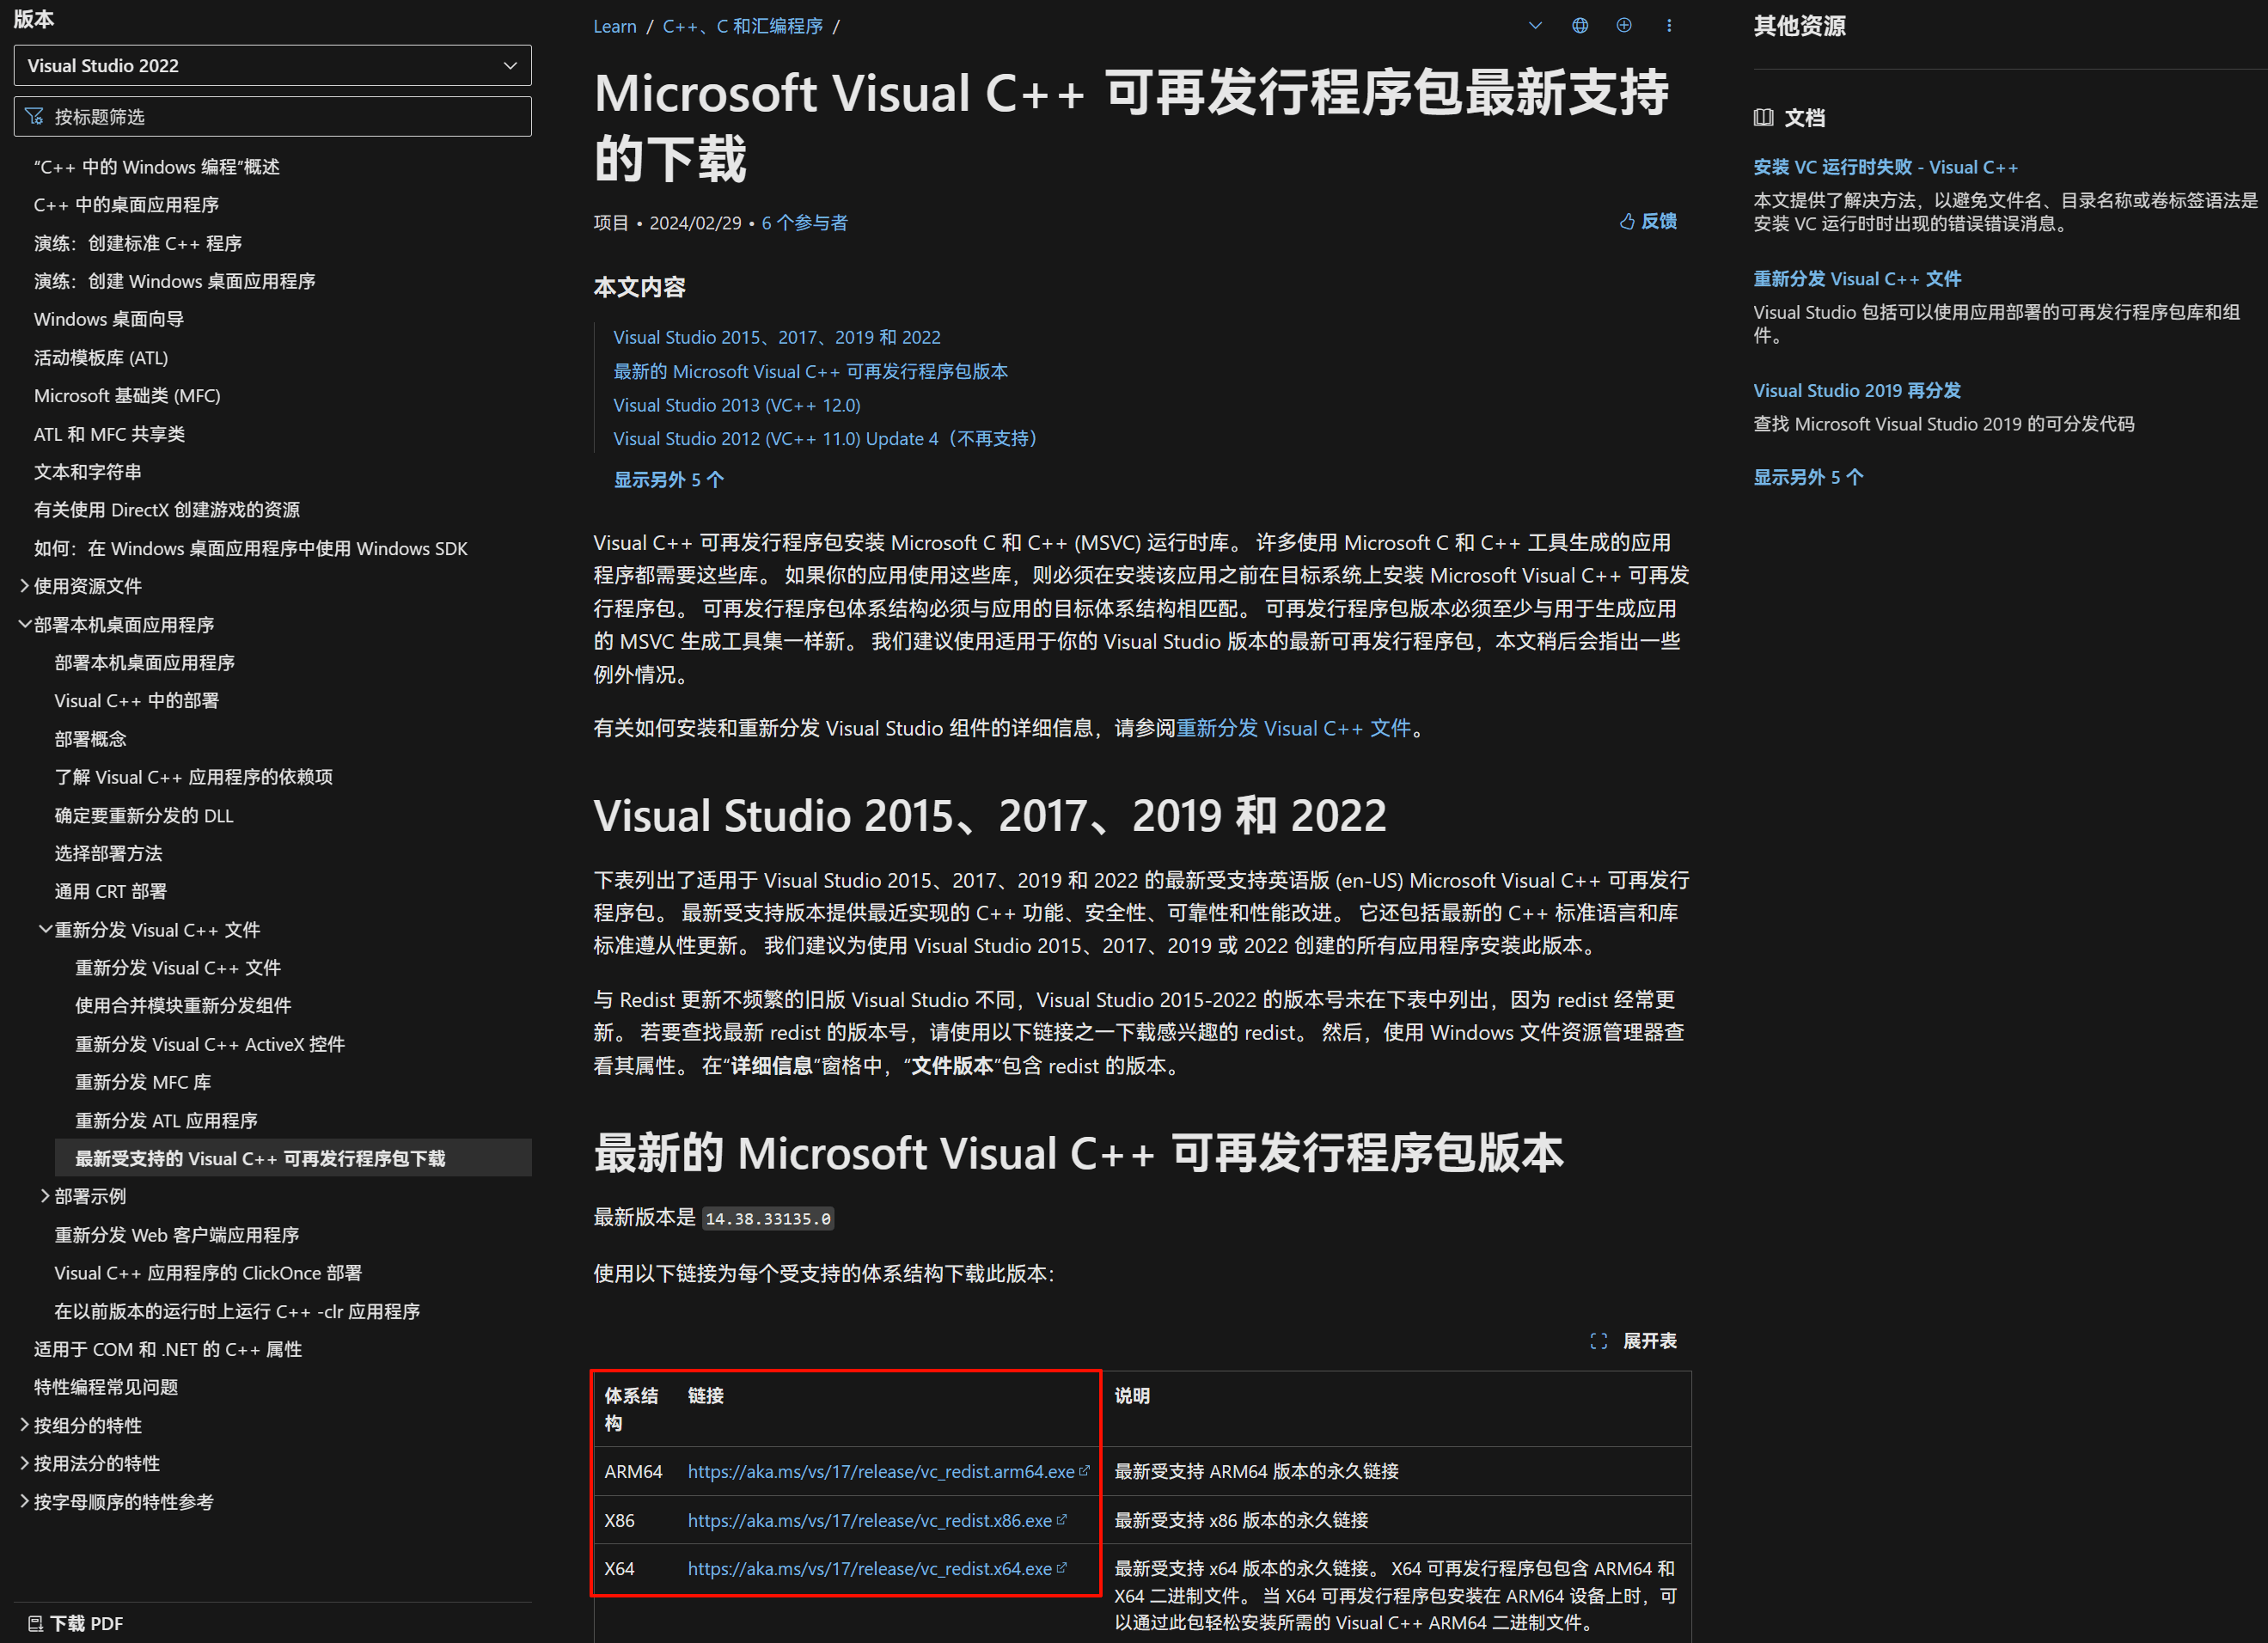 版本
Visual Studio 2022
按标题筛选
“C++ 中的 Windows 编程”概述
C++ 中的桌面应用程序
演练：创建标准 C++ 程序
演练：创建 Windows 桌面应用程序
Windows 桌面向导
活动模板库 (ATL)
Microsoft 基础类 (MFC)
ATL 和 MFC 共享类
文本和字符串
有关使用 DirectX 创建游戏的资源
如何：在 Windows 桌面应用程序中使用 Windows SDK
使用资源文件
部署本机桌面应用程序
部署本机桌面应用程序
Visual C++ 中的部署
部署概念
了解 Visual C++ 应用程序的依赖项
确定要重新分发的 DLL
选择部署方法
通用 CRT 部署
重新分发 Visual C++ 文件
重新分发 Visual C++ 文件
使用合并模块重新分发组件
重新分发 Visual C++ ActiveX 控件
重新分发 MFC 库
重新分发 ATL 应用程序
最新受支持的 Visual C++ 可再发行程序包下载
部署示例
重新分发 Web 客户端应用程序
Visual C++ 应用程序的 ClickOnce 部署
在以前版本的运行时上运行 C++ -clr 应用程序
适用于 COM 和 .NET 的 C++ 属性
特性编程常见问题
按组分的特性
按用法分的特性
按字母顺序的特性参考
下载 PDF
Learn / C++、C 和汇编程序 /
Microsoft Visual C++ 可再发行程序包最新支持
的下载
项目 • 2024/02/29 • 6 个参与者
反馈
本文内容
Visual Studio 2015、2017、2019 和 2022
最新的 Microsoft Visual C++ 可再发行程序包版本
Visual Studio 2013 (VC++ 12.0)
Visual Studio 2012 (VC++ 11.0) Update 4（不再支持）
显示另外 5 个
Visual C++ 可再发行程序包安装 Microsoft C 和 C++ (MSVC) 运行时库。 许多使用 Microsoft C 和 C++ 工具生成的应用
程序都需要这些库。 如果你的应用使用这些库，则必须在安装该应用之前在目标系统上安装 Microsoft Visual C++ 可再发
行程序包。 可再发行程序包体系结构必须与应用的目标体系结构相匹配。 可再发行程序包版本必须至少与用于生成应用
的 MSVC 生成工具集一样新。 我们建议使用适用于你的 Visual Studio 版本的最新可再发行程序包，本文稍后会指出一些
例外情况。
有关如何安装和重新分发 Visual Studio 组件的详细信息，请参阅重新分发 Visual C++ 文件。
Visual Studio 2015、2017、2019 和 2022
下表列出了适用于 Visual Studio 2015、2017、2019 和 2022 的最新受支持英语版 (en-US) Microsoft Visual C++ 可再发行
程序包。 最新受支持版本提供最近实现的 C++ 功能、安全性、可靠性和性能改进。 它还包括最新的 C++ 标准语言和库
标准遵从性更新。 我们建议为使用 Visual Studio 2015、2017、2019 或 2022 创建的所有应用程序安装此版本。
与 Redist 更新不频繁的旧版 Visual Studio 不同，Visual Studio 2015-2022 的版本号未在下表中列出，因为 redist 经常更
新。 若要查找最新 redist 的版本号，请使用以下链接之一下载感兴趣的 redist。 然后，使用 Windows 文件资源管理器查
看其属性。 在“详细信息”窗格中，“文件版本”包含 redist 的版本。
最新的 Microsoft Visual C++ 可再发行程序包版本
最新版本是 14.38.33135.0
使用以下链接为每个受支持的体系结构下载此版本：
展开表
体系结 链接 说明
构
ARM64 https://aka.ms/vs/17/release/vc_redist.arm64.exe 最新受支持 ARM64 版本的永久链接
X86 https://aka.ms/vs/17/release/vc_redist.x86.exe 最新受支持 x86 版本的永久链接
X64 https://aka.ms/vs/17/release/vc_redist.x64.exe 最新受支持 x64 版本的永久链接。 X64 可再发行程序包包含 ARM64 和
X64 二进制文件。 当 X64 可再发行程序包安装在 ARM64 设备上时，可
以通过此包轻松安装所需的 Visual C++ ARM64 二进制文件。
其他资源
文档
安装 VC 运行时失败 - Visual C++
本文提供了解决方法，以避免文件名、目录名称或卷标签语法是
安装 VC 运行时时出现的错误错误消息。
重新分发 Visual C++ 文件
Visual Studio 包括可以使用应用部署的可再发行程序包库和组
件。
Visual Studio 2019 再分发
查找 Microsoft Visual Studio 2019 的可分发代码
显示另外 5 个